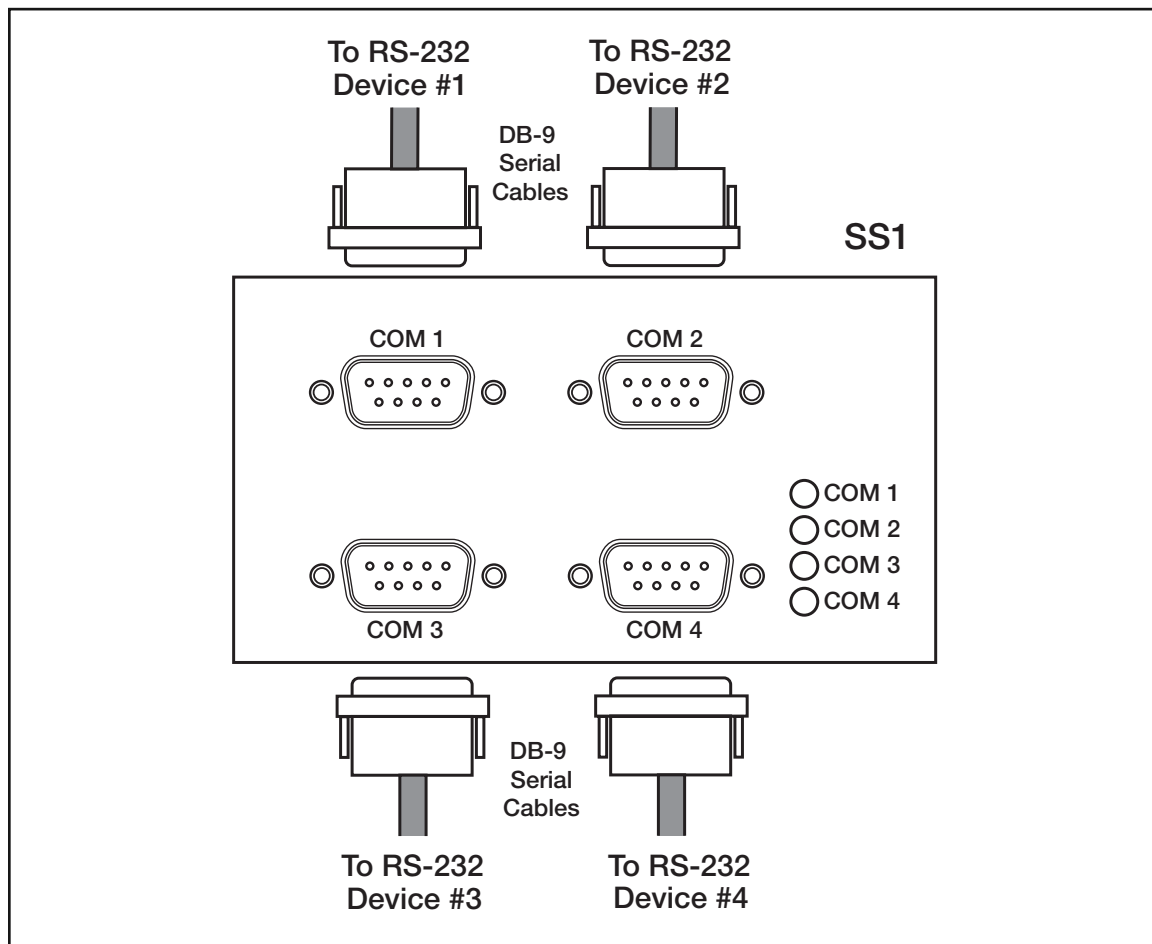 To RS-232
Device #1
To RS-232
Device #2
DB-9
Serial
Cables
SS1
COM 1
COM 2
COM 1
COM 2
COM 3
COM 4
COM 3
COM 4
DB-9
Serial
Cables
To RS-232
Device #3
To RS-232
Device #4